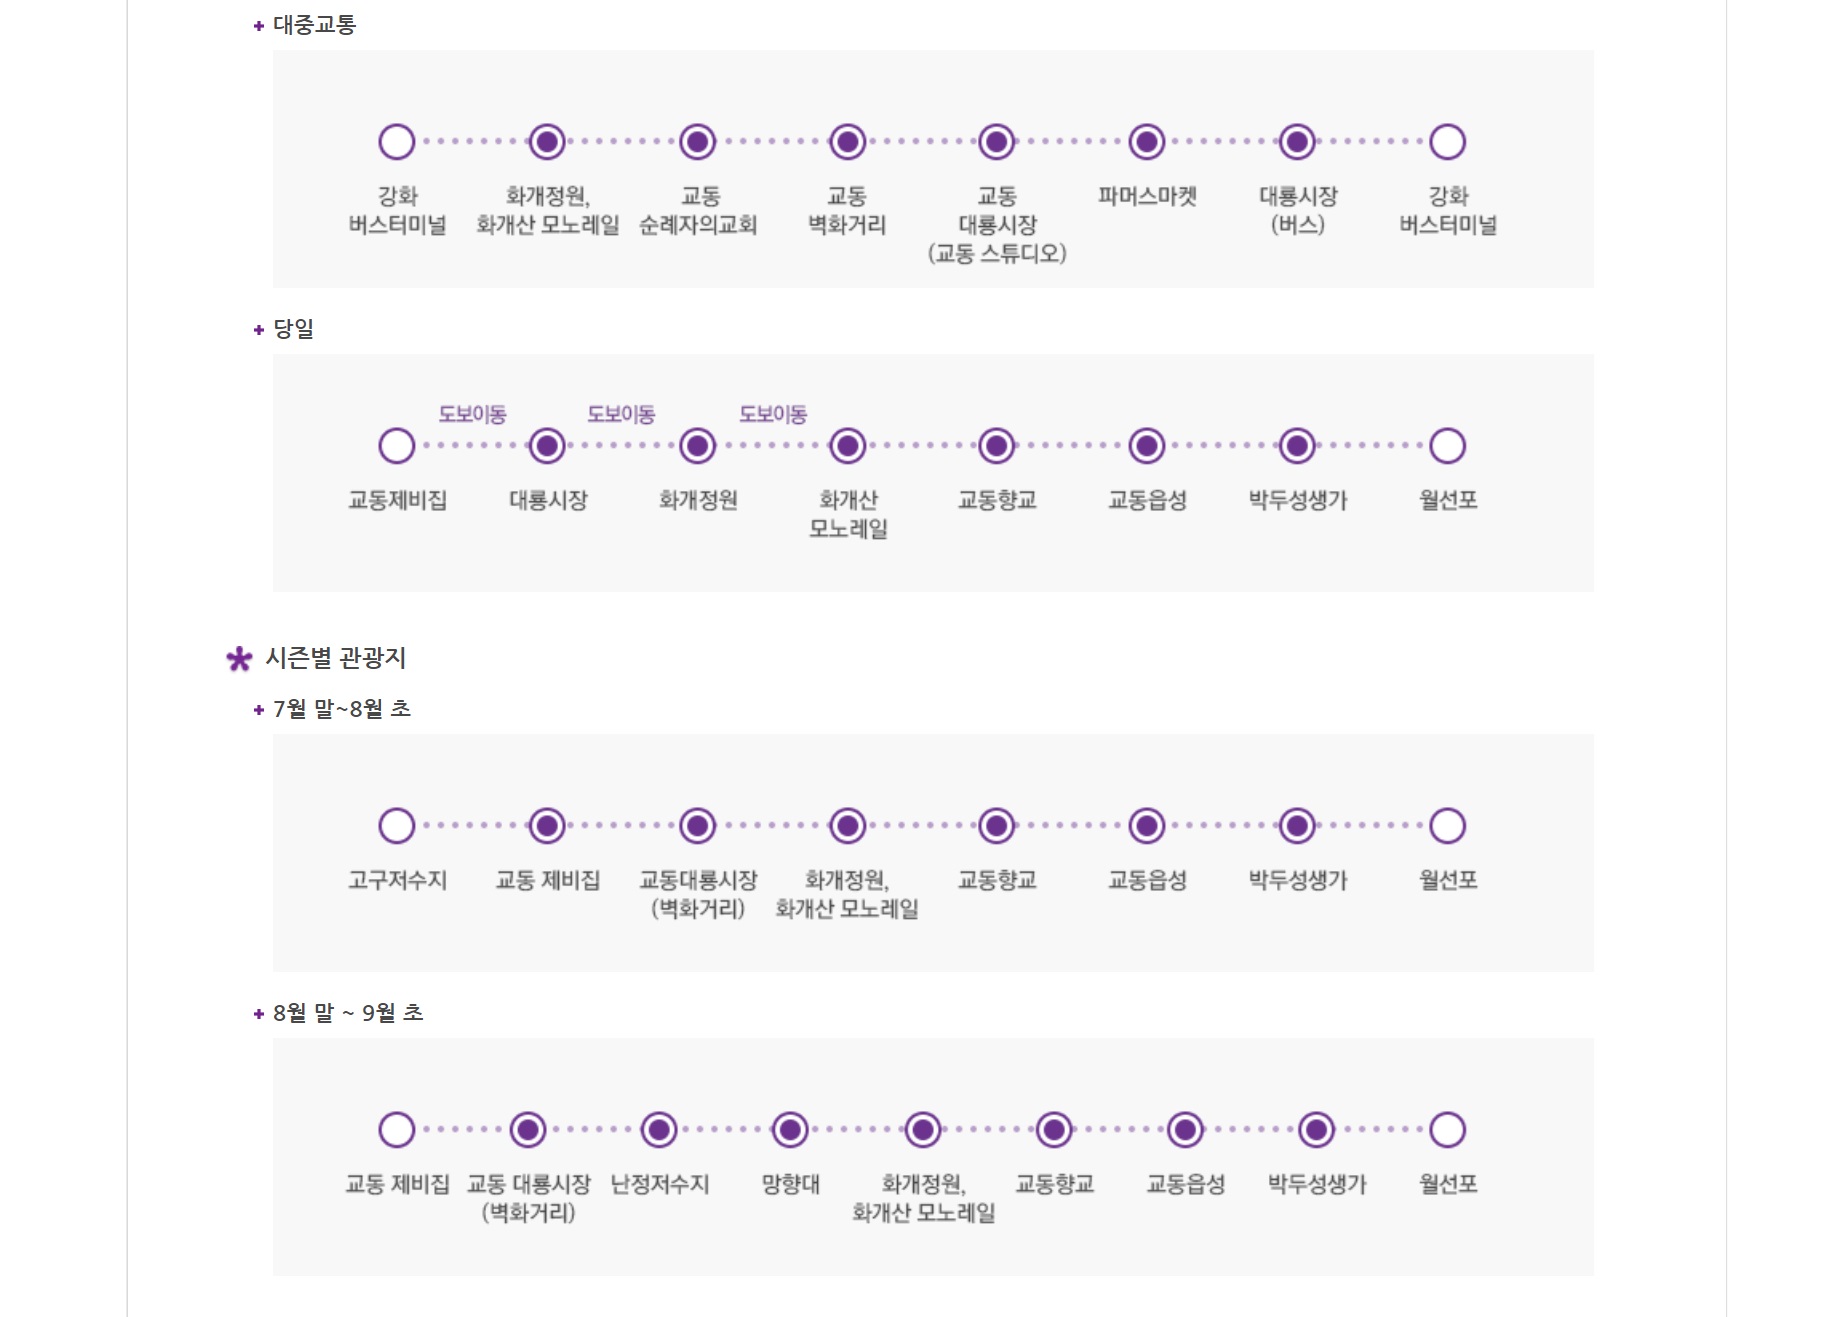 대중교통
강화
버스터미널
화개정원,
화개산 모노레일
교동
순례자의교회
교동
벽화거리
교동
대룡시장
(교동 스튜디오)
파머스마켓
대룡시장
(버스)
강화
버스터미널
당일
도보이동
도보이동
도보이동
교동제비집
대룡시장
화개정원
화개산
모노레일
교동향교
교동읍성
박두성생가
월선포
시즌별 관광지
7월 말~8월 초
고구저수지
교동 제비집
교동대룡시장
(벽화거리)
화개정원,
화개산 모노레일
교동향교
교동읍성
박두성생가
월선포
8월 말 ~ 9월 초
교동 제비집
교동 대룡시장
(벽화거리)
난정저수지
망향대
화개정원,
화개산 모노레일
교동향교
교동읍성
박두성생가
월선포